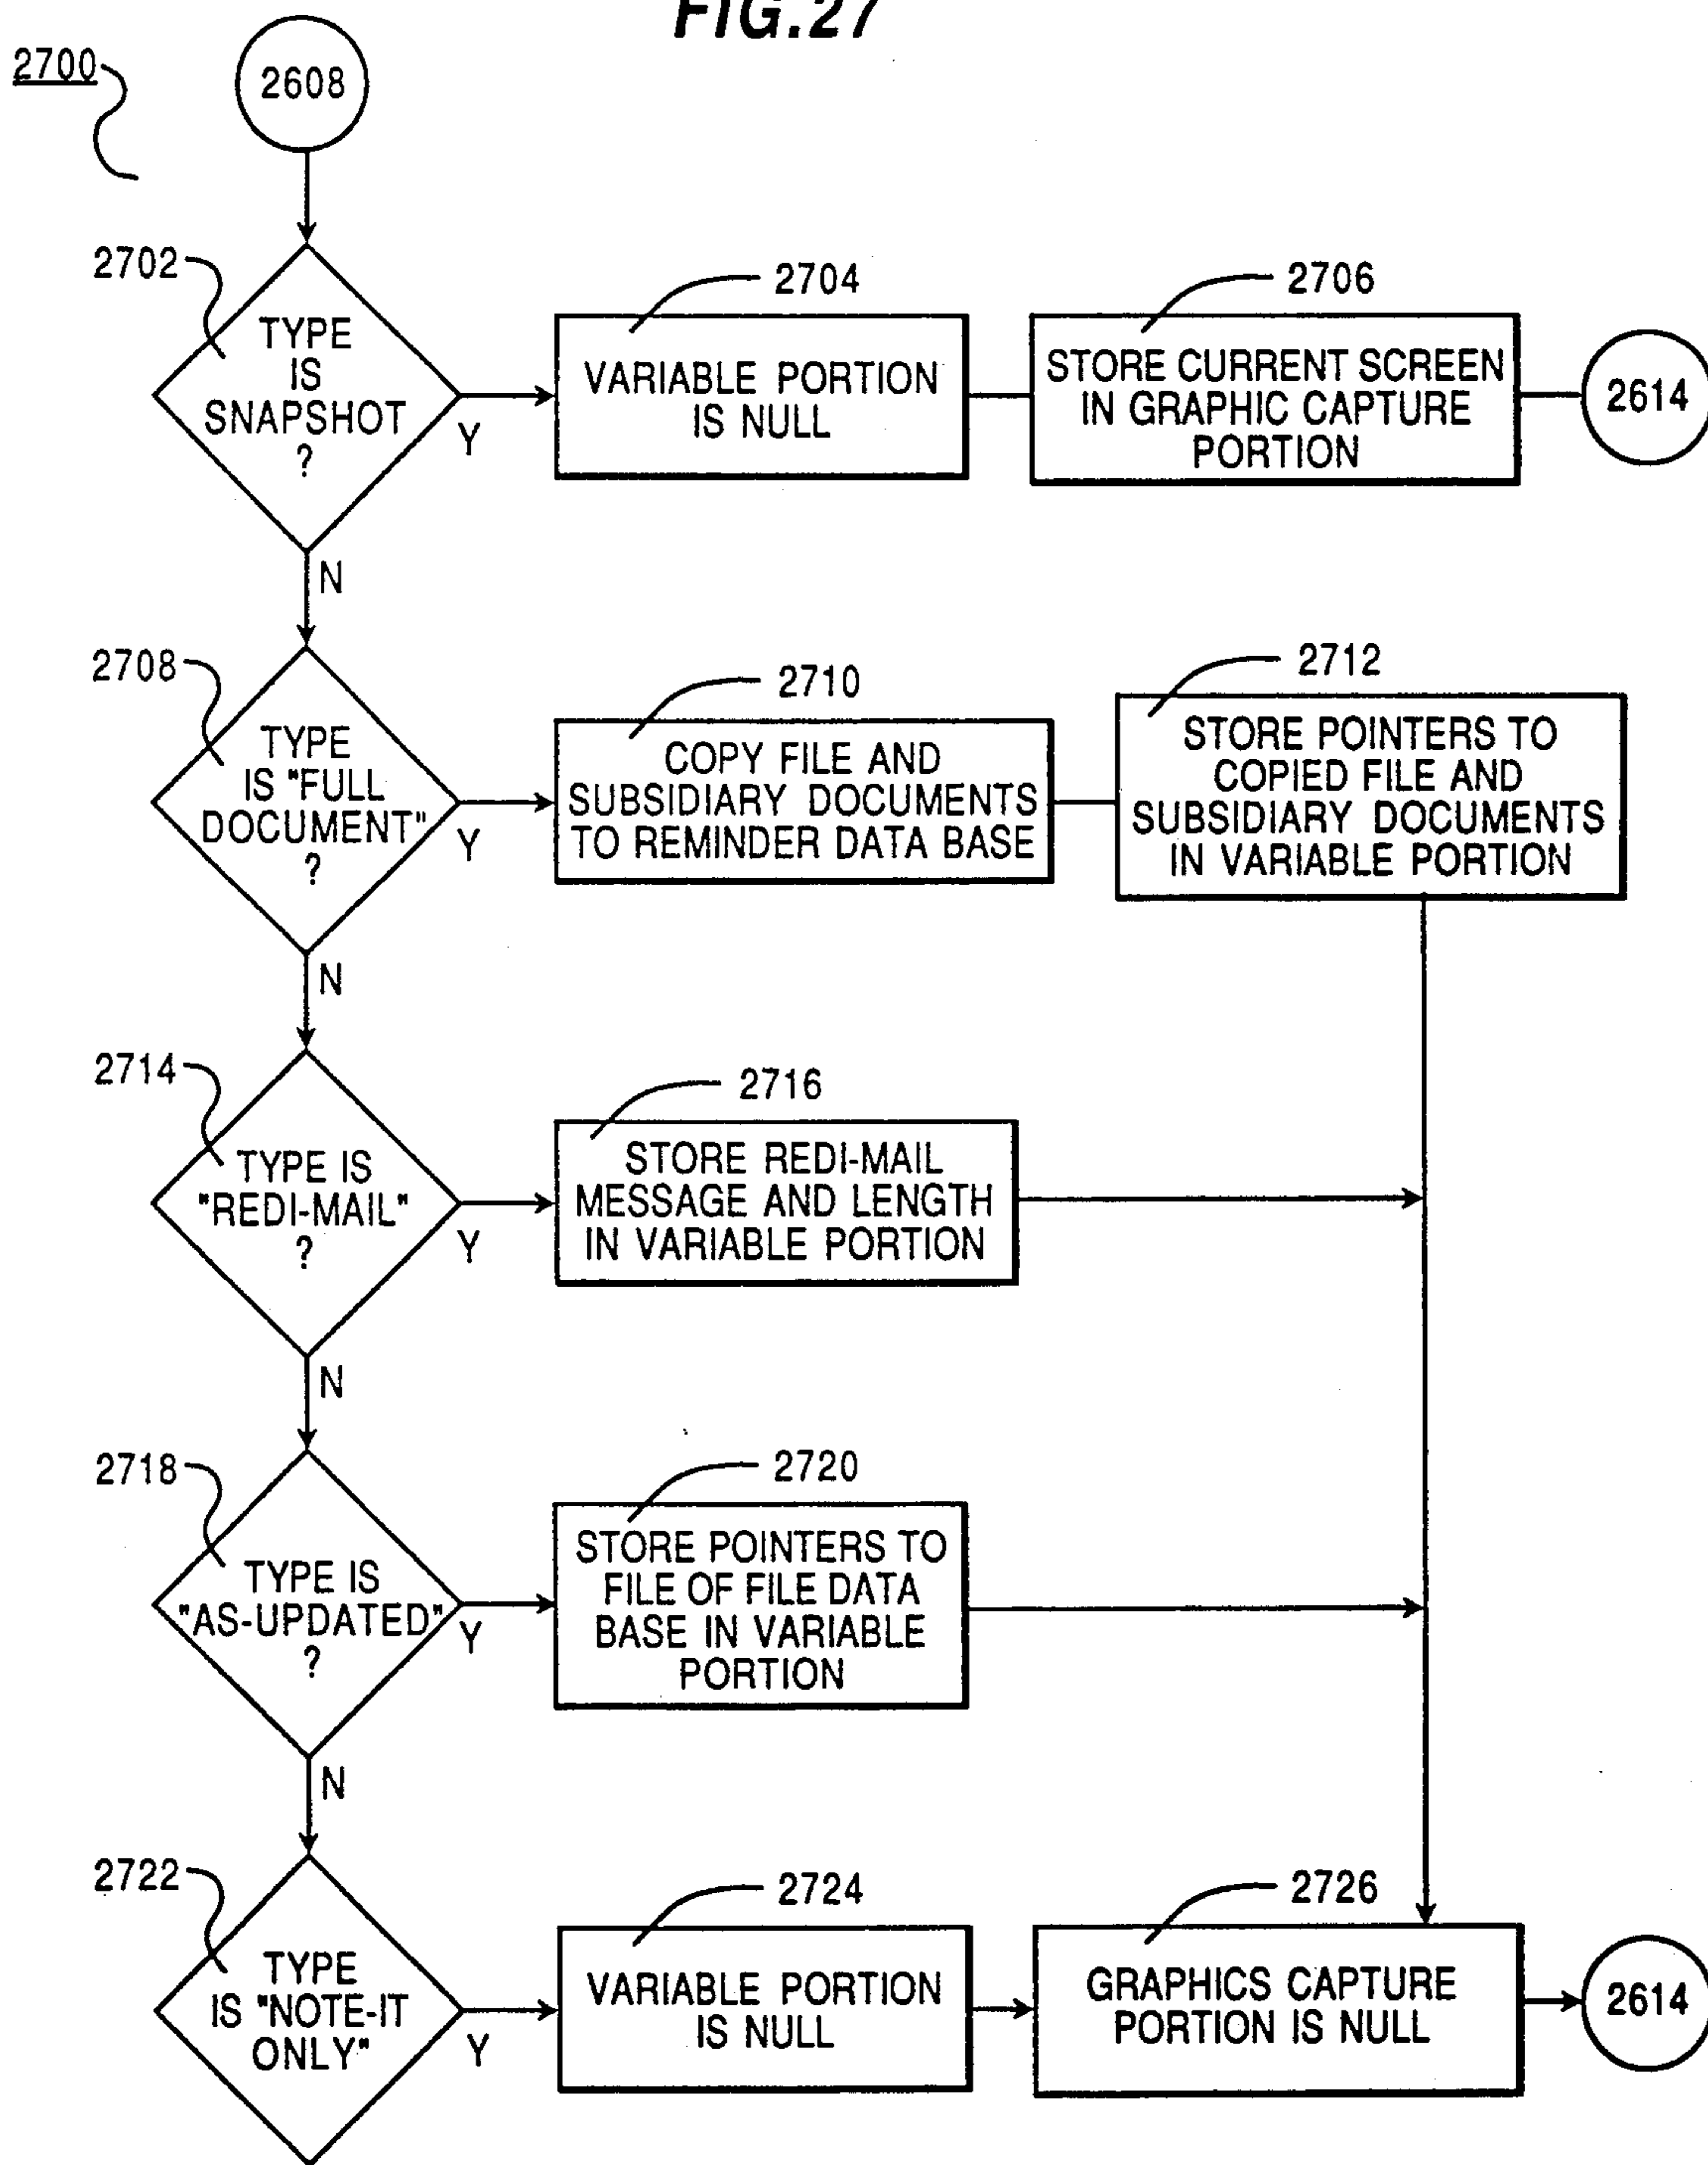 FIG.27
2700
2608
2702
TYPE
IS
SNAPSHOT
?
Y
N
2704
VARIABLE PORTION
IS NULL
2706
STORE CURRENT SCREEN
IN GRAPHIC CAPTURE
PORTION
2614
2708
TYPE
IS "FULL
DOCUMENT"
?
Y
N
2710
COPY FILE AND
SUBSIDIARY DOCUMENTS
TO REMINDER DATA BASE
2712
STORE POINTERS TO
COPIED FILE AND
SUBSIDIARY DOCUMENTS
IN VARIABLE PORTION
2714
TYPE IS
"REDI-MAIL"
?
Y
N
2716
STORE REDI-MAIL
MESSAGE AND LENGTH
IN VARIABLE PORTION
2718
TYPE IS
"AS-UPDATED"
?
Y
N
2720
STORE POINTERS TO
FILE OF FILE DATA
BASE IN VARIABLE
PORTION
2722
TYPE
IS "NOTE-IT
ONLY"
Y
2724
VARIABLE PORTION
IS NULL
2726
GRAPHICS CAPTURE
PORTION IS NULL
2614